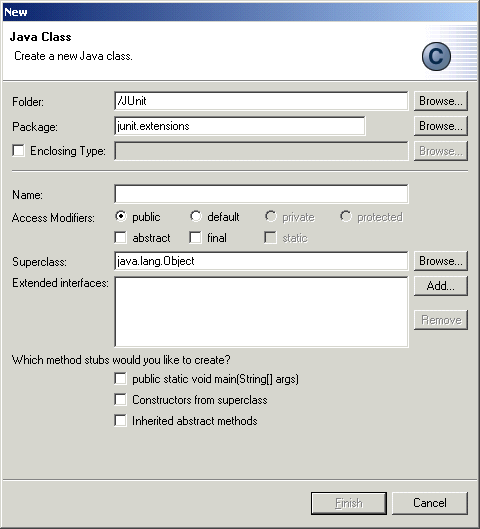 New
Java Class
Create a new Java class.
C
Folder: /JUnit Browse...
Package: junit.extensions Browse...
Enclosing Type: Browse...
Name:
Access Modifiers: public default private protected
abstract final static
Superclass: java.lang.Object Browse...
Extended interfaces: Add...
Remove
Which method stubs would you like to create?
public static void main(String[] args)
Constructors from superclass
Inherited abstract methods
Finish Cancel